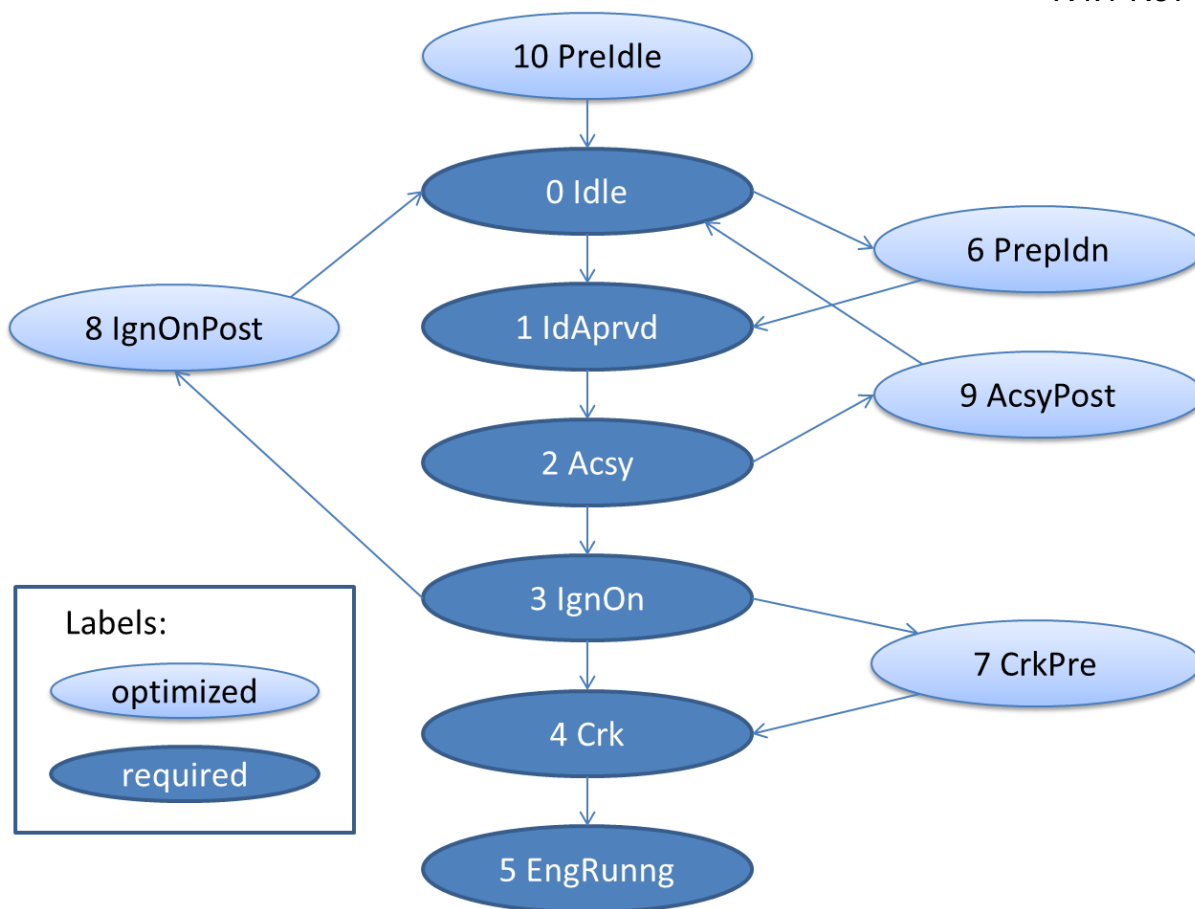 10 PreIdle
0 Idle
6 PrepIdn
8 IgnOnPost
1 IdAprvd
9 AcsyPost
2 Acsy
3 IgnOn
Labels:
7 CrkPre
optimized
4 Crk
required
5 EngRunng